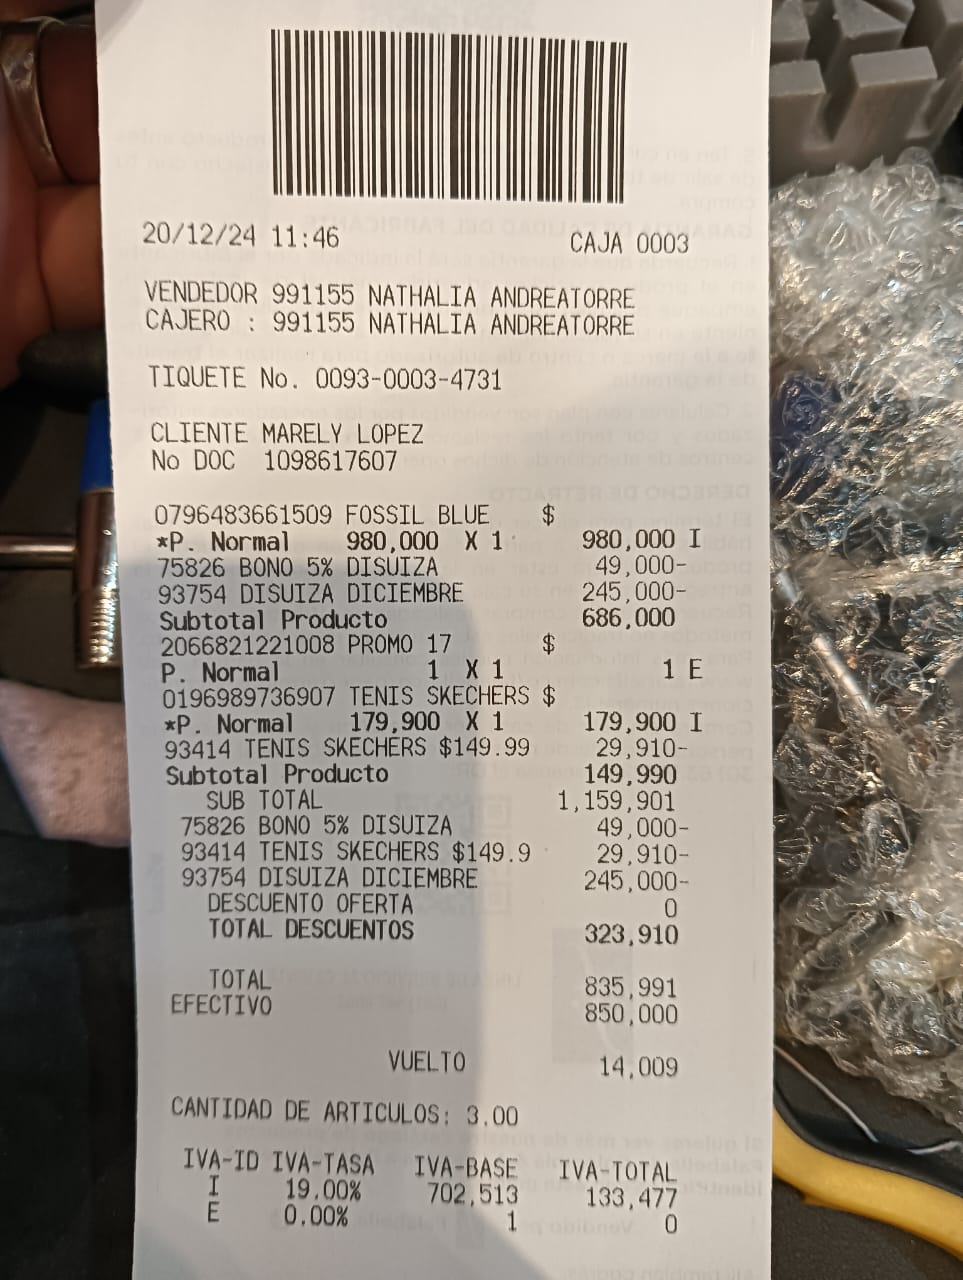 20/12/24 11:46 CAJA 0003
VENDEDOR 991155 NATHALIA ANDREATORRE
CAJERO : 991155 NATHALIA ANDREATORRE
TIQUETE No. 0093-0003-4731
CLIENTE MARELY LOPEZ
No DOC 1098617607
0796483661509 FOSSIL BLUE $
*P. Normal 980,000 X 1 980,000 I
75826 BONO 5% DISUIZA 49,000-
93754 DISUIZA DICIEMBRE 245,000-
Subtotal Producto 686,000
2066821221008 PROMO 17 $
P. Normal 1 X 1 1 E
0196989736907 TENIS SKECHERS $
*P. Normal 179,900 X 1 179,900 I
93414 TENIS SKECHERS $149.99 29,910-
Subtotal Producto 149,990
SUB TOTAL 1,159,901
75826 BONO 5% DISUIZA 49,000-
93414 TENIS SKECHERS $149.9 29,910-
93754 DISUIZA DICIEMBRE 245,000-
DESCUENTO OFERTA 0
TOTAL DESCUENTOS 323,910
TOTAL 835,991
EFECTIVO 850,000
VUELTO 14,009
CANTIDAD DE ARTICULOS: 3.00
IVA-ID IVA-TASA IVA-BASE IVA-TOTAL
I 19.00% 702,513 133,477
E 0.00% 1 0